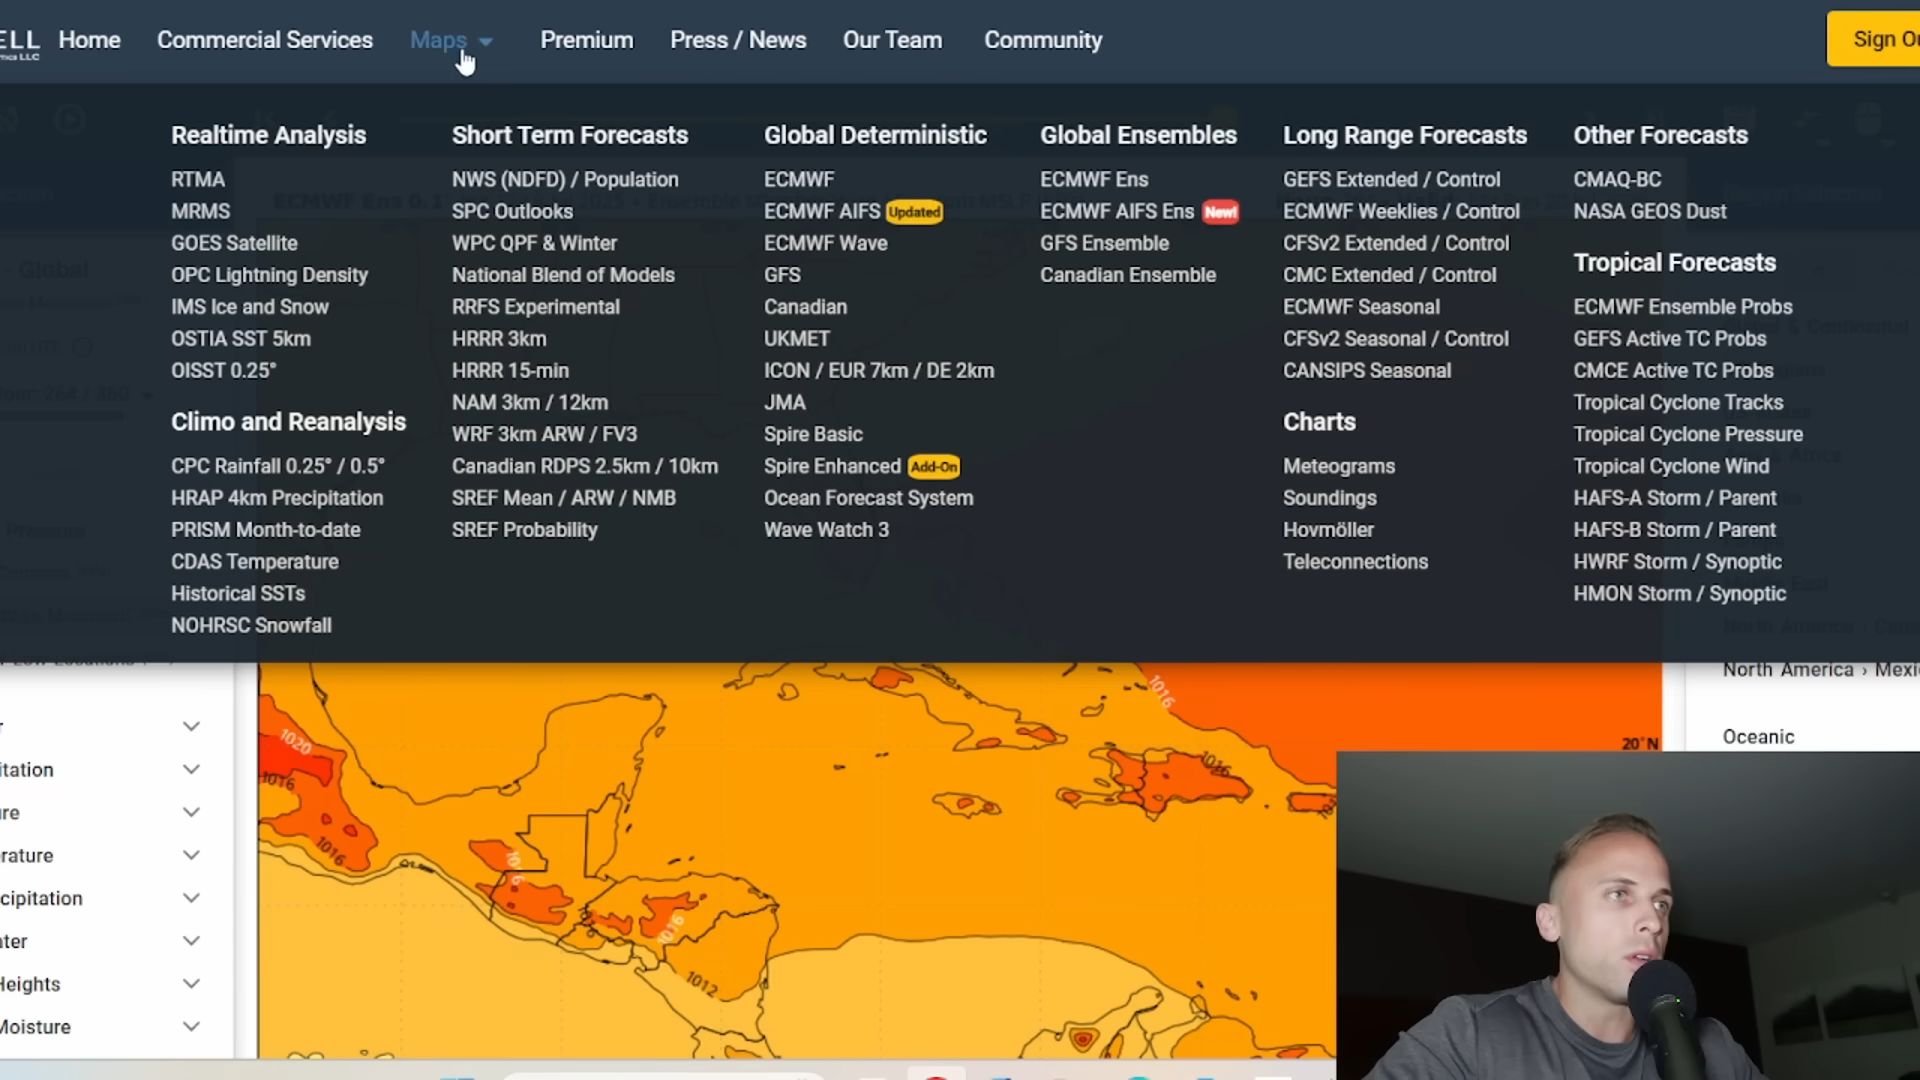 ELL
Home
Commercial Services
Maps
Premium
Press / News
Our Team
Community
Sign
Realtime Analysis
RTMA
MRMS
GOES Satellite
OPC Lightning Density
IMS Ice and Snow
OSTIA SST 5km
OISST 0.25°
Climo and Reanalysis
CPC Rainfall 0.25° / 0.5°
HRAP 4km Precipitation
PRISM Month-to-date
CDAS Temperature
Historical SSTs
NOHRSC Snowfall
Short Term Forecasts
NWS (NDFD) / Population
SPC Outlooks
WPC QPF & Winter
National Blend of Models
RRFS Experimental
HRRR 3km
HRRR 15-min
NAM 3km / 12km
WRF 3km ARW / FV3
Canadian RDPS 2.5km / 10km
SREF Mean / ARW / NMB
SREF Probability
Global Deterministic
ECMWF
ECMWF AIFS Updated
ECMWF Wave
GFS
Canadian
UKMET
ICON / EUR 7km / DE 2km
JMA
Spire Basic
Spire Enhanced Add-On
Ocean Forecast System
Wave Watch 3
Global Ensembles
ECMWF Ens
ECMWF AIFS Ens New!
GFS Ensemble
Canadian Ensemble
Long Range Forecasts
GEFS Extended / Control
ECMWF Weeklies / Control
CFSv2 Extended / Control
CMC Extended / Control
ECMWF Seasonal
CFSv2 Seasonal / Control
CANSIPS Seasonal
Charts
Meteograms
Soundings
Hovmöller
Teleconnections
Other Forecasts
CMAQ-BC
NASA GEOS Dust
Tropical Forecasts
ECMWF Ensemble Probs
GEFS Active TC Probs
CMCE Active TC Probs
Tropical Cyclone Tracks
Tropical Cyclone Pressure
Tropical Cyclone Wind
HAFS-A Storm / Parent
HAFS-B Storm / Parent
HWRF Storm / Synoptic
HMON Storm / Synoptic
North America › Mexi
Oceanic
r
itation
re
rature
cipitation
ter
Heights
Moisture
1020
1016
1016
1016
1016
1012
1016
1016
20°N